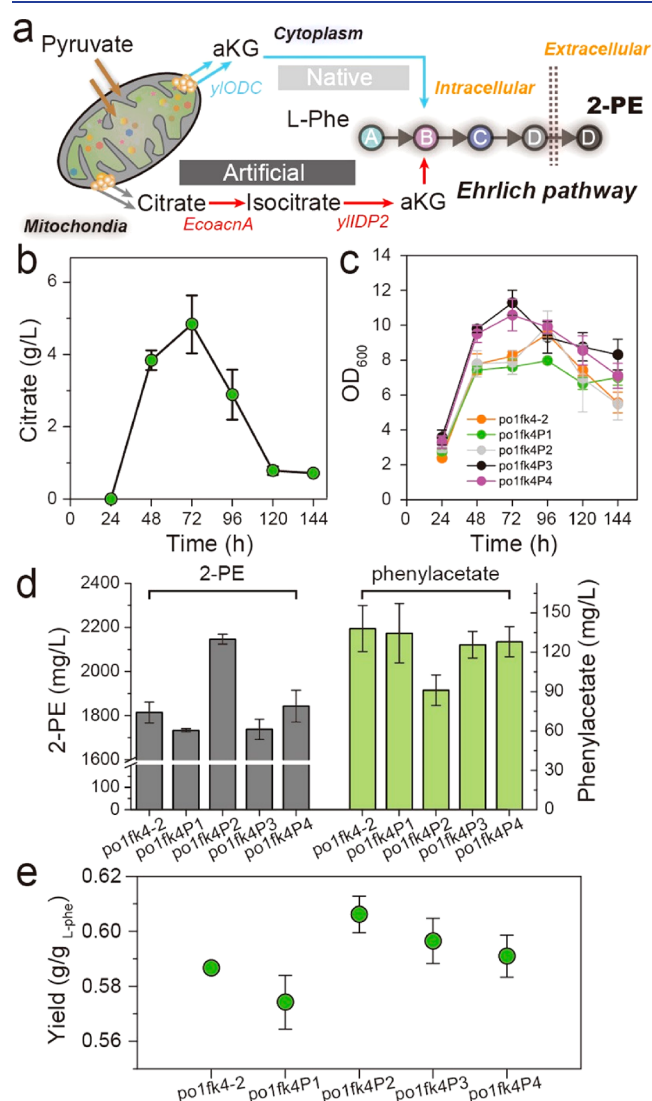 a
Pyruvate
aKG
Cytoplasm
Extracellular
ylODC
Native
Intracellular
2-PE
L-Phe
A
B
C
D
D
Artificial
Ehrlich pathway
Mitochondia
Citrate
Isocitrate
aKG
EcoacnA
ylIDP2
b
Citrate (g/L)
6
4
2
0
0 24 48 72 96 120 144
Time (h)
c
OD600
14
12
10
8
6
4
2
0
po1fk4-2
po1fk4P1
po1fk4P2
po1fk4P3
po1fk4P4
0 24 48 72 96 120 144
Time (h)
d
2-PE
phenylacetate
2-PE (mg/L)
2400
2200
2000
1800
1600
100
0
Phenylacetate (mg/L)
150
120
90
60
30
0
po1fk4-2
po1fk4P1
po1fk4P2
po1fk4P3
po1fk4P4
po1fk4-2
po1fk4P1
po1fk4P2
po1fk4P3
po1fk4P4
e
Yield (g/g L-phe)
0.62
0.60
0.58
0.56
po1fk4-2
po1fk4P1
po1fk4P2
po1fk4P3
po1fk4P4